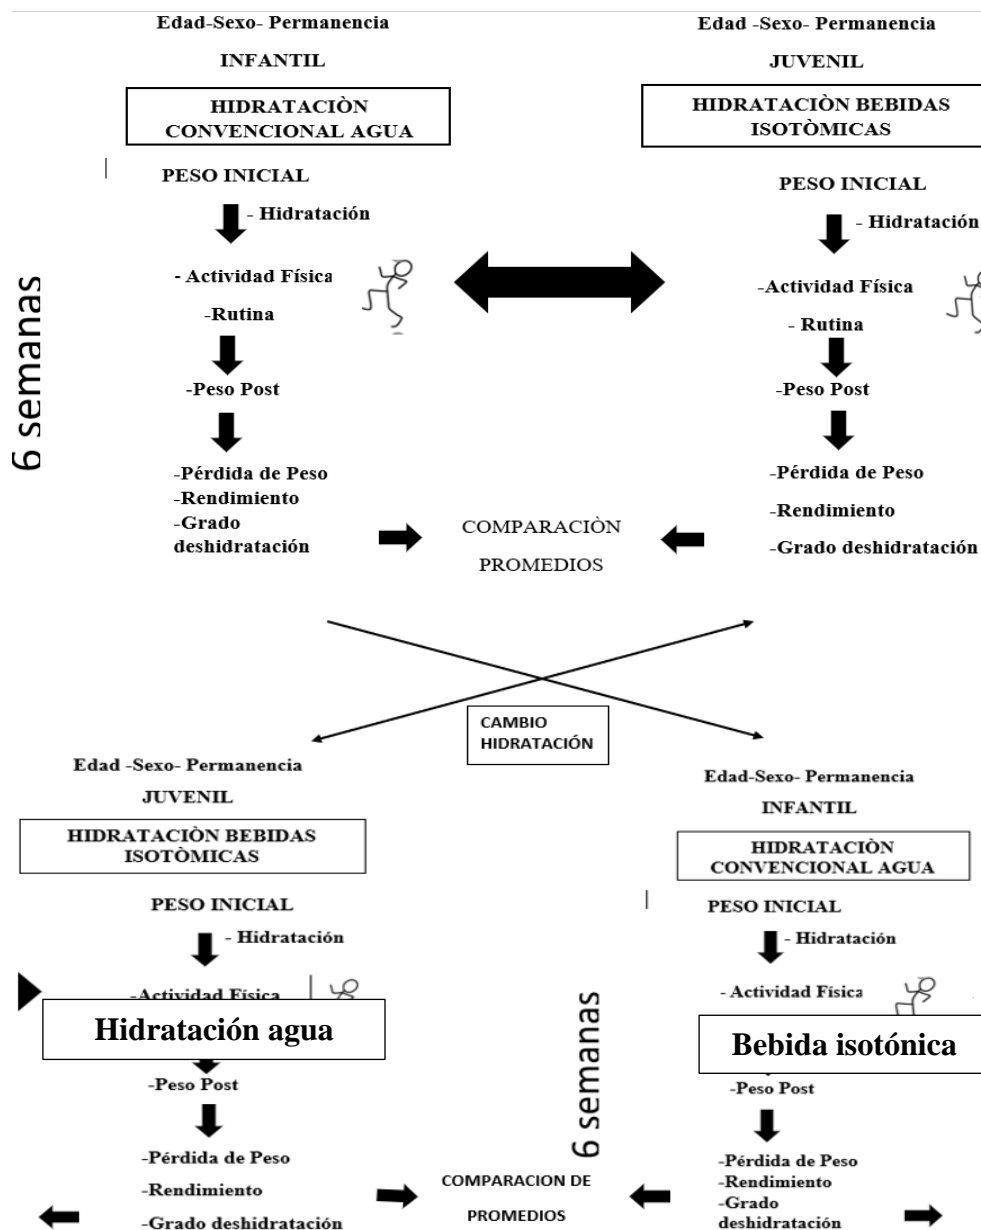 Edad-Sexo- Permanencia
INFANTIL
HIDRATACIÒN
CONVENCIONAL AGUA
PESO INICIAL
- Hidratación
- Actividad Física
-Rutina
-Peso Post
-Pérdida de Peso
-Rendimiento
-Grado
deshidratación
6 semanas
Edad -Sexo- Permanencia
JUVENIL
HIDRATACIÒN BEBIDAS
ISOTÒMICAS
PESO INICIAL
- Hidratación
-Actividad Física
- Rutina
-Peso Post
-Pérdida de Peso
-Rendimiento
-Grado deshidratación
COMPARACIÒN
PROMEDIOS
CAMBIO
HIDRATACIÓN
Edad -Sexo- Permanencia
JUVENIL
HIDRATACIÒN BEBIDAS
ISOTÒMICAS
PESO INICIAL
- Hidratación
-Actividad Física
Hidratación agua
-Peso Post
-Pérdida de Peso
-Rendimiento
-Grado deshidratación
6 semanas
Edad-Sexo- Permanencia
INFANTIL
HIDRATACIÒN
CONVENCIONAL AGUA
PESO INICIAL
- Hidratación
- Actividad Física
Bebida isotónica
-Peso Post
-Pérdida de Peso
-Rendimiento
-Grado
deshidratación
COMPARACION DE
PROMEDIOS